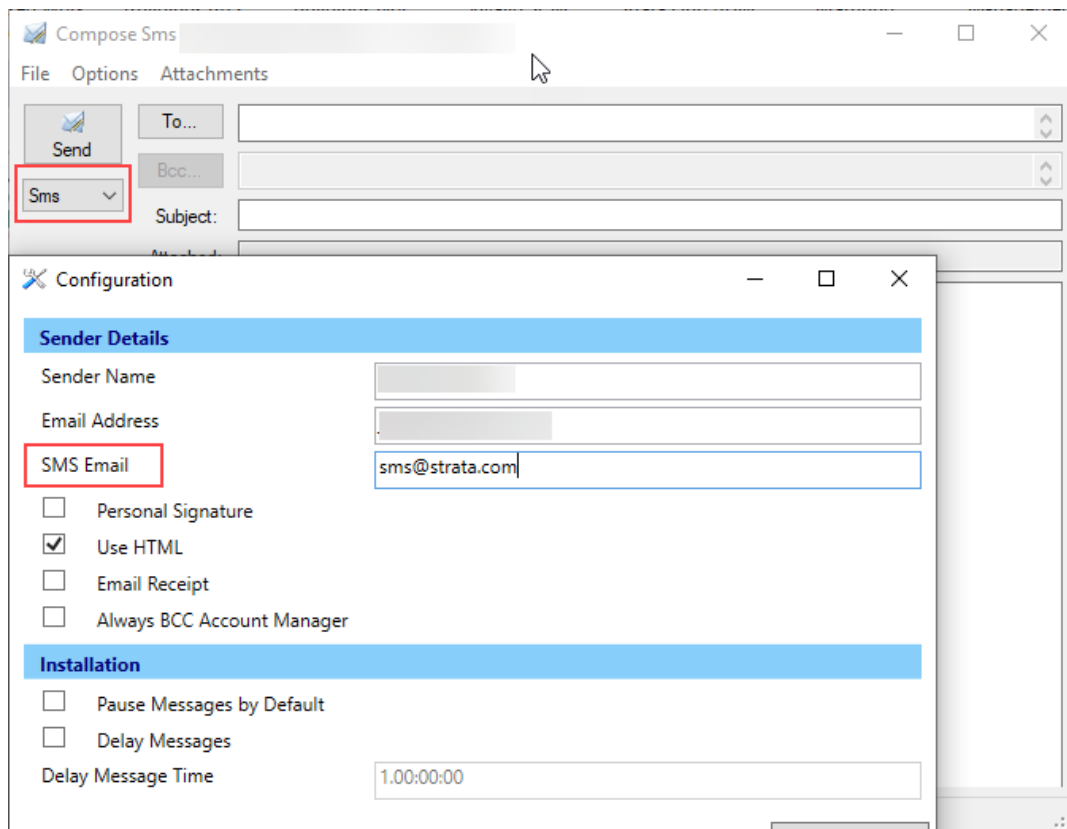 Compose Sms
File Options Attachments
Send
To...
Bcc...
Sms
Subject:
Attached:
Configuration
Sender Details
Sender Name
Email Address
SMS Email
sms@strata.com
Personal Signature
Use HTML
Email Receipt
Always BCC Account Manager
Installation
Pause Messages by Default
Delay Messages
Delay Message Time
1.00:00:00